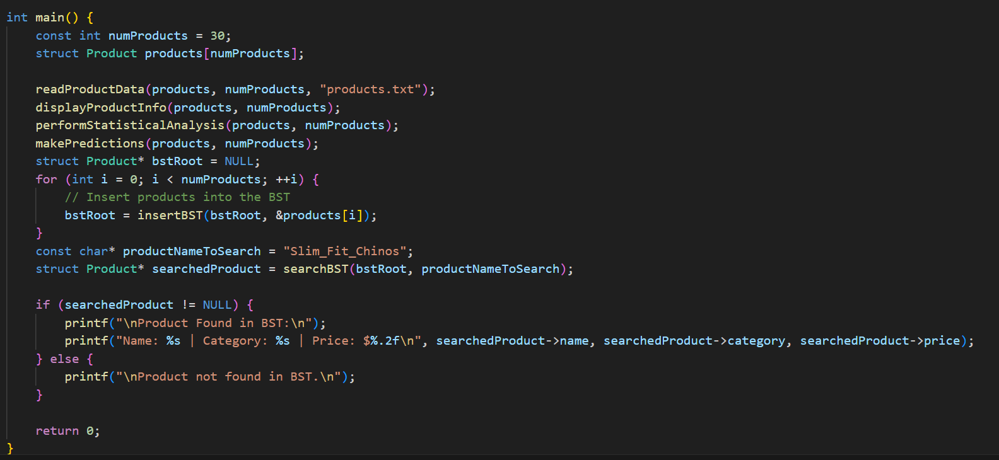 int main() {
    const int numProducts = 30;
    struct Product products[numProducts];

    readProductData(products, numProducts, "products.txt");
    displayProductInfo(products, numProducts);
    performStatisticalAnalysis(products, numProducts);
    makePredictions(products, numProducts);
    struct Product* bstRoot = NULL;
    for (int i = 0; i < numProducts; ++i) {
        // Insert products into the BST
        bstRoot = insertBST(bstRoot, &products[i]);
    }
    const char* productNameToSearch = "Slim_Fit_Chinos";
    struct Product* searchedProduct = searchBST(bstRoot, productNameToSearch);

    if (searchedProduct != NULL) {
        printf("\nProduct Found in BST:\n");
        printf("Name: %s | Category: %s | Price: $%.2f\n", searchedProduct->name, searchedProduct->category, searchedProduct->price);
    } else {
        printf("\nProduct not found in BST.\n");
    }

    return 0;
}